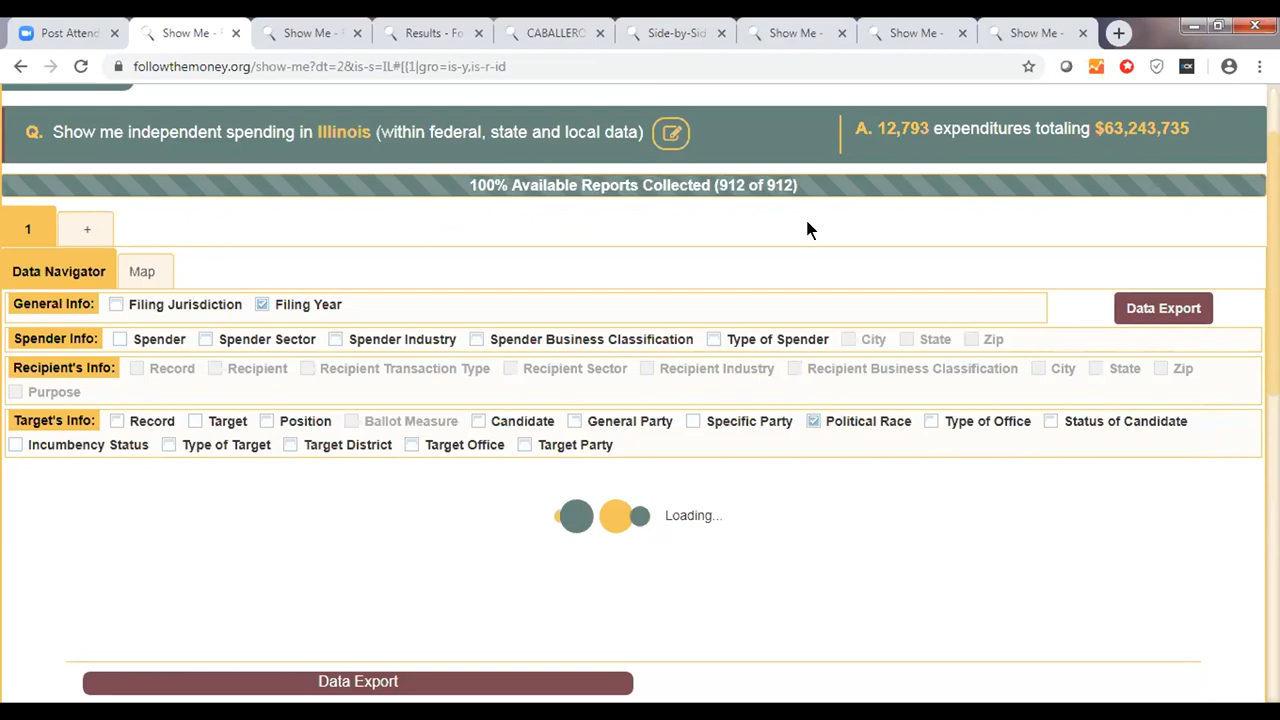 Post Attend
Show Me -
Show Me -
Results - Fo
ALLERC
Side-by-Sid
Show Me -
Show Me -
Show Me -
followthemoney.org/show-me?dt=2&is-s=IL#[{1|gro=is-y,is-r-id
Q. Show me independent spending in Illinois (within federal, state and local data)
A. 12,793 expenditures totaling $63,243,735
100% Available Reports Collected (912 of 912)
1 +
Data Navigator Map
General Info: Filing Jurisdiction Filing Year
Data Export
Spender Info: Spender Spender Sector Spender Industry Spender Business Classification Type of Spender City State Zip
Recipient's Info: Record Recipient Recipient Transaction Type Recipient Sector Recipient Industry Recipient Business Classification City State Zip
Purpose
Target's Info: Record Target Position Ballot Measure Candidate General Party Specific Party Political Race Type of Office Status of Candidate
Incumbency Status Type of Target Target District Target Office Target Party
Loading...
Data Export